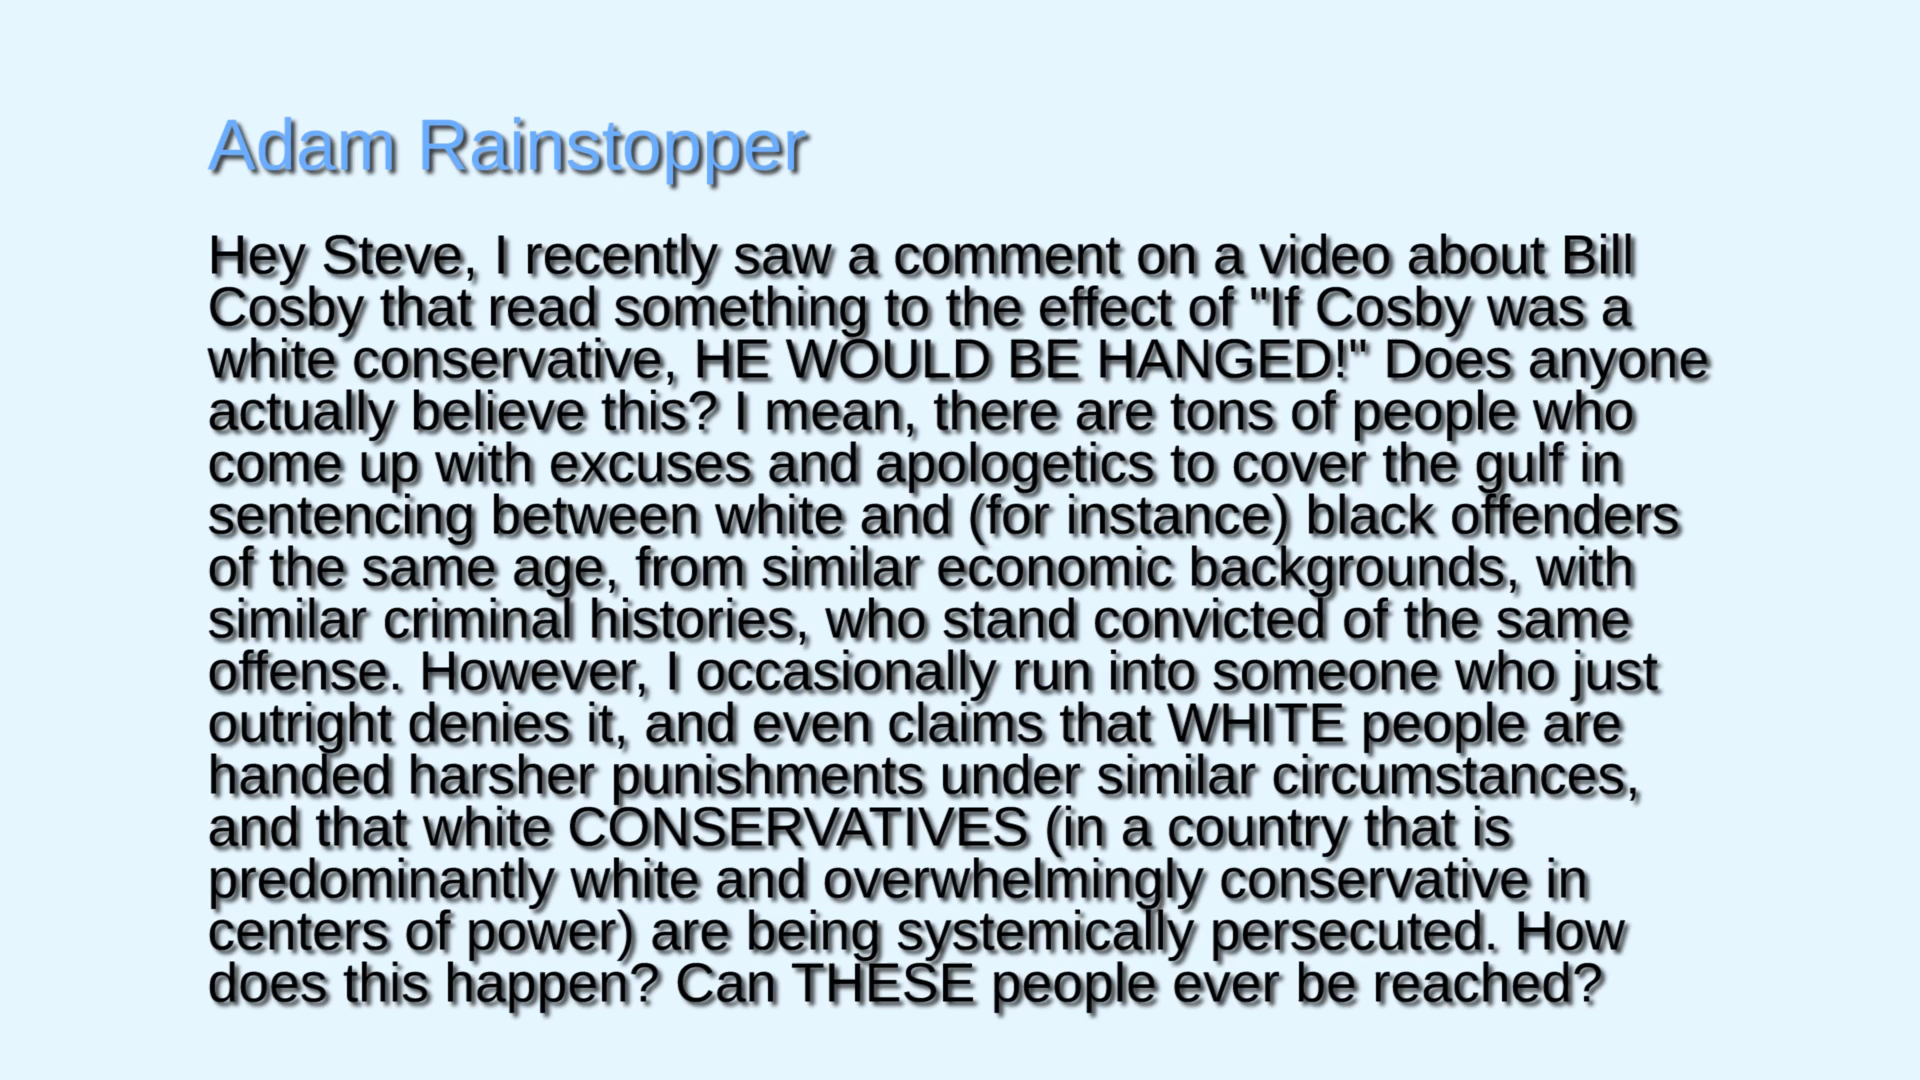 Adam Rainstopper
Hey Steve, I recently saw a comment on a video about Bill
Cosby that read something to the effect of "If Cosby was a
white conservative, HE WOULD BE HANGED!" Does anyone
actually believe this? I mean, there are tons of people who
come up with excuses and apologetics to cover the gulf in
sentencing between white and (for instance) black offenders
of the same age, from similar economic backgrounds, with
similar criminal histories, who stand convicted of the same
offense. However, I occasionally run into someone who just
outright denies it, and even claims that WHITE people are
handed harsher punishments under similar circumstances,
and that white CONSERVATIVES (in a country that is
predominantly white and overwhelmingly conservative in
centers of power) are being systemically persecuted. How
does this happen? Can THESE people ever be reached?